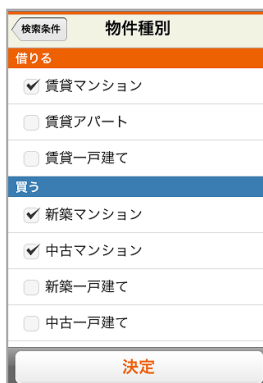 検索条件
物件種別
借りる
賃貸マンション
賃貸アパート
賃貸一戸建て
買う
新築マンション
中古マンション
新築一戸建て
中古一戸建て
決定